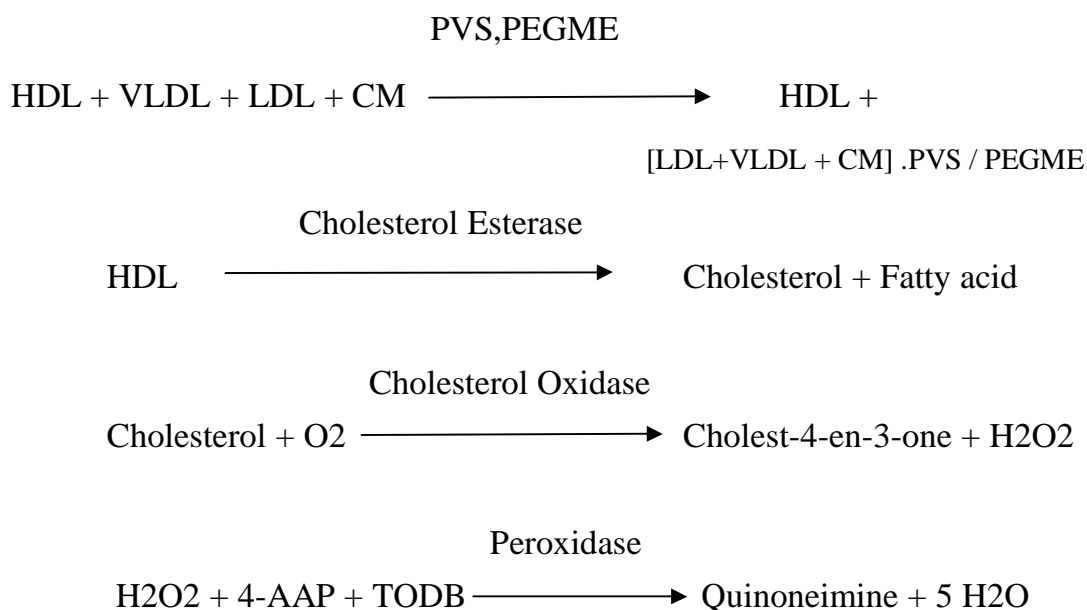 PVS,PEGME
HDL + VLDL + LDL + CM → HDL +
[LDL+VLDL + CM] .PVS / PEGME
Cholesterol Esterase
HDL → Cholesterol + Fatty acid
Cholesterol Oxidase
Cholesterol + O2 → Cholest-4-en-3-one + H2O2
Peroxidase
H2O2 + 4-AAP + TODB → Quinoneimine + 5 H2O